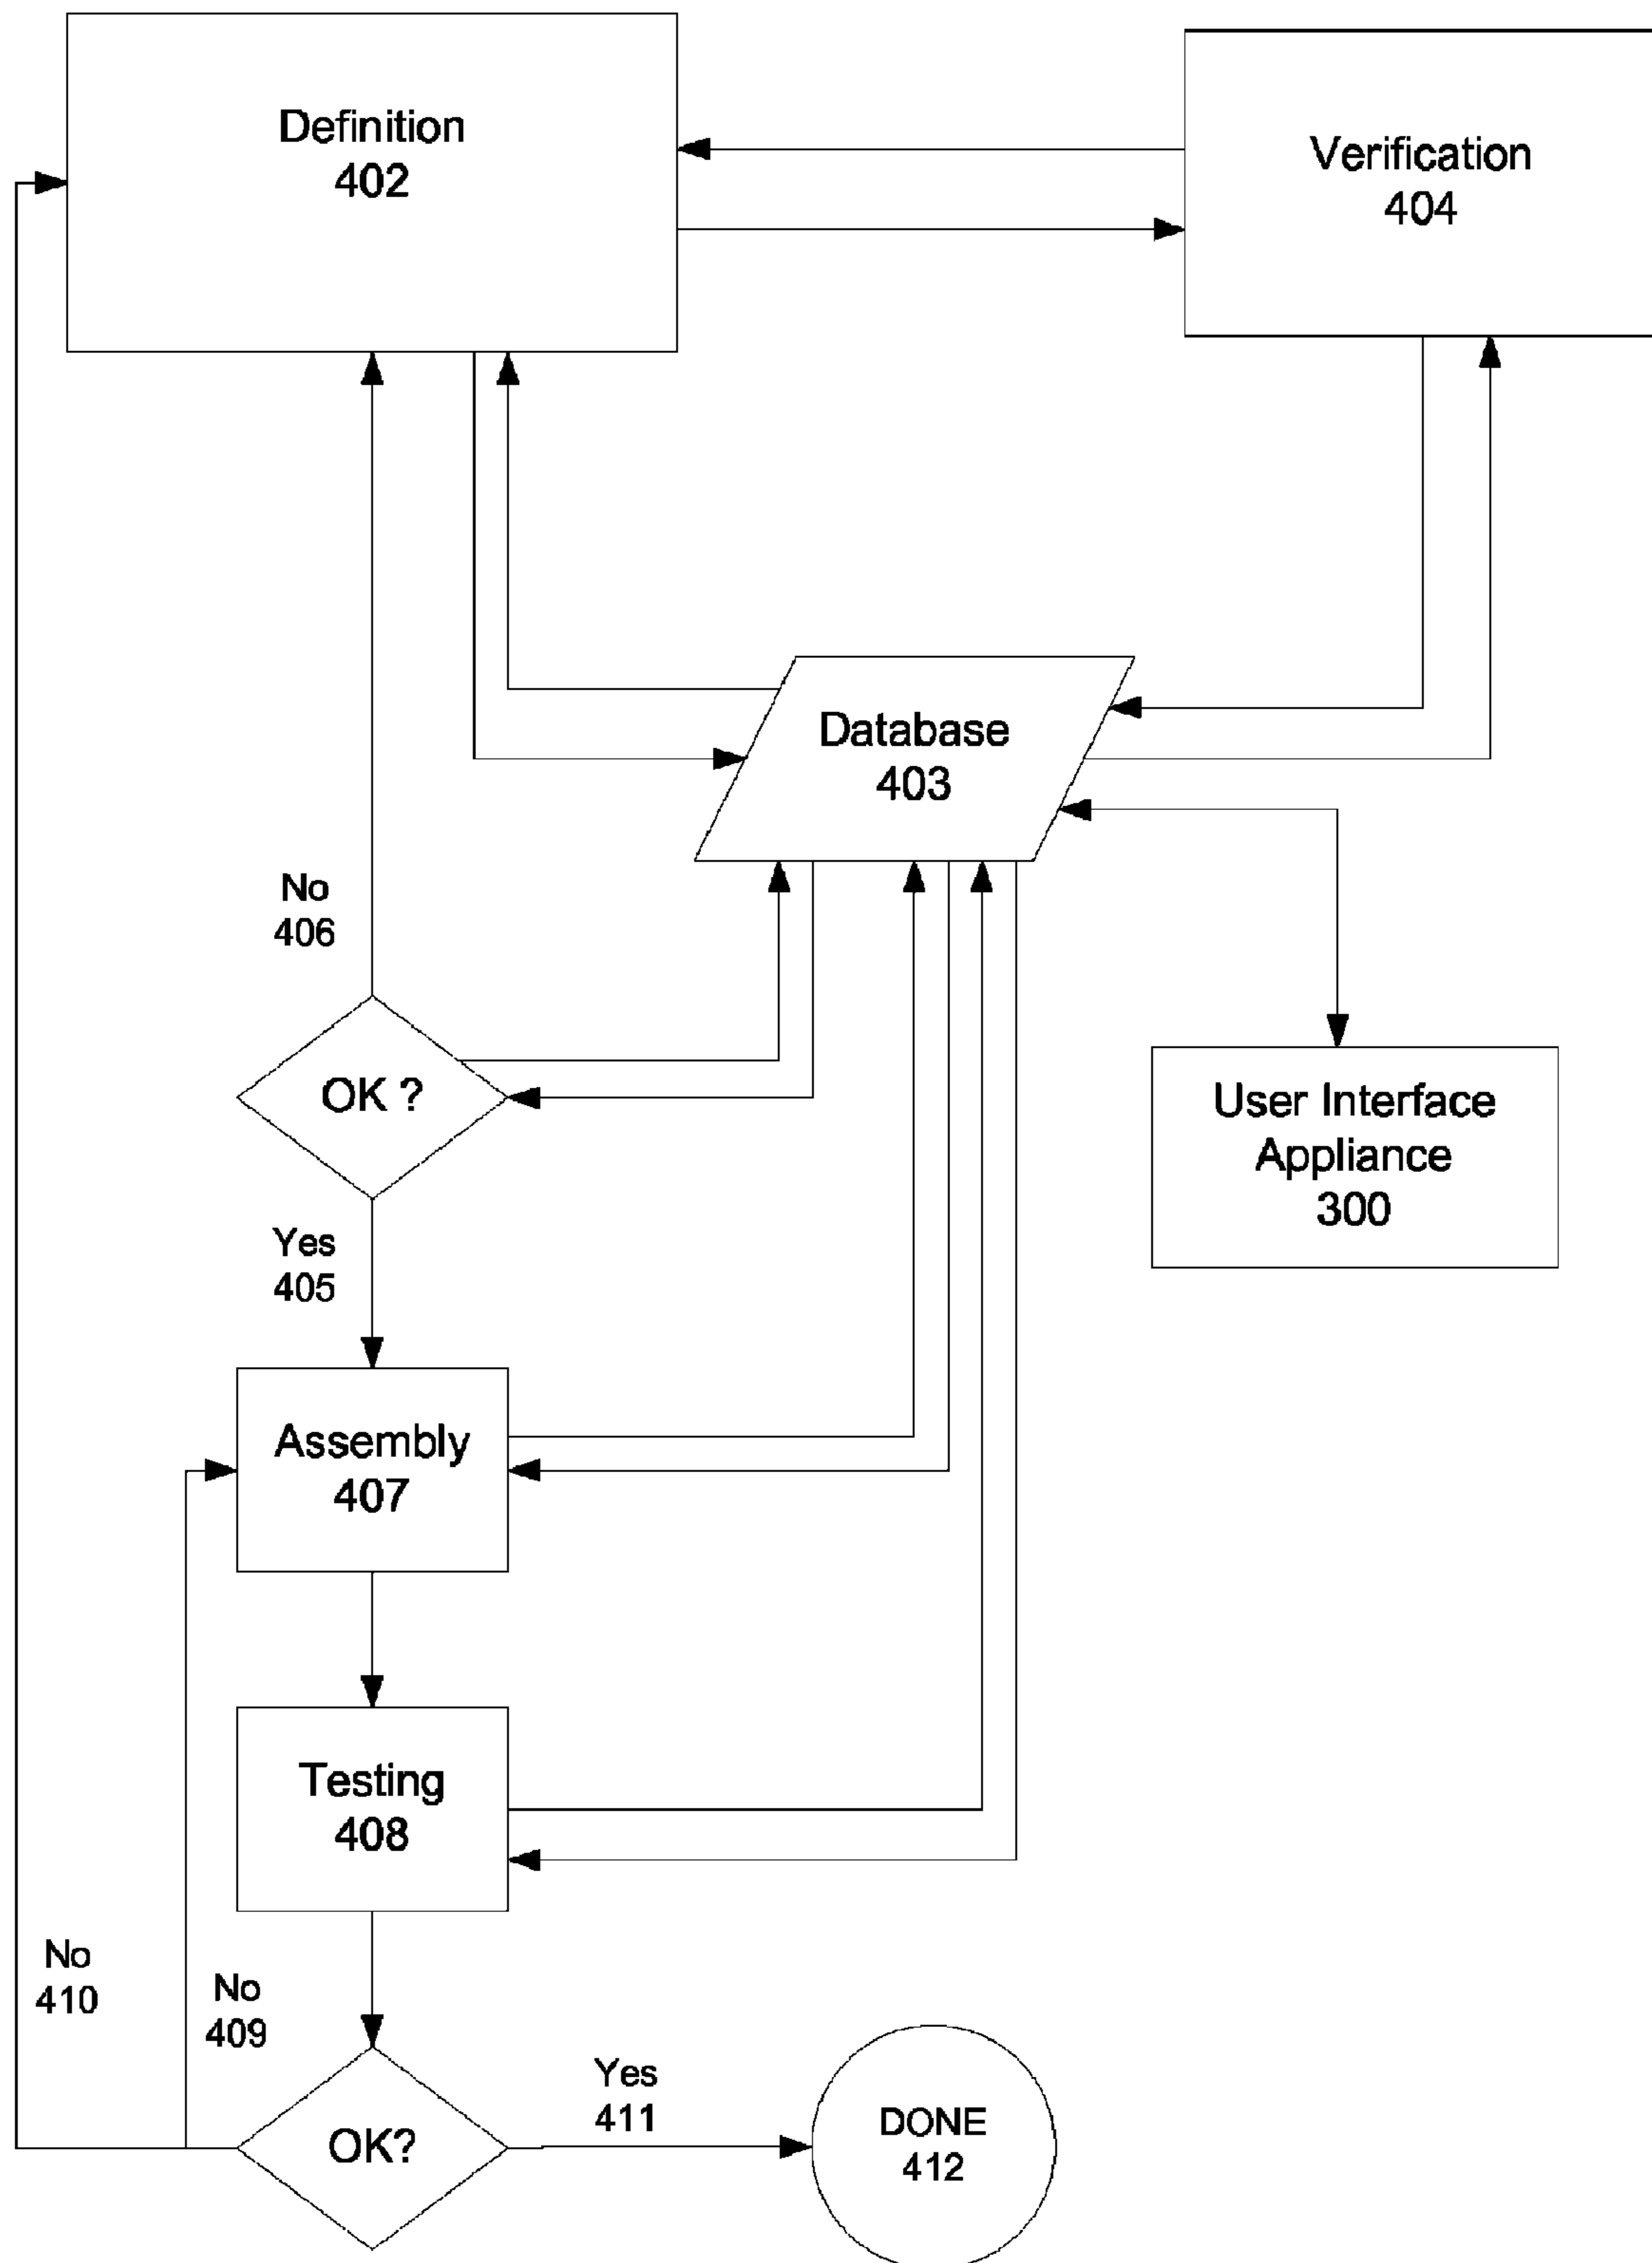 Definition
402
Verification
404
Database
403
No
406
OK ?
User Interface
Appliance
300
Yes
405
Assembly
407
Testing
408
No
410
No
409
OK?
Yes
411
DONE
412